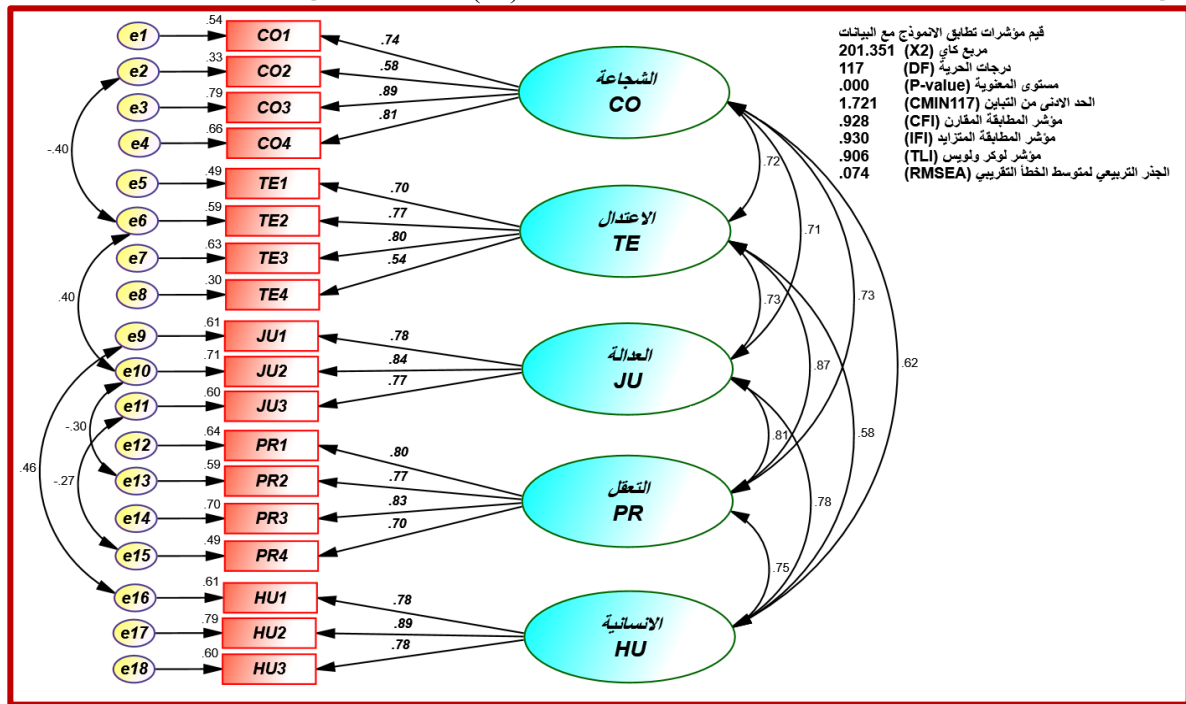 قيم مؤشرات تطابق الانموذج مع البيانات
مربع كاي (X2) 201.351
درجات الحرية (DF) 117
مستوى المعنوية (P-value) .000
الحد الادنى من التباين (CMIN117) 1.721
مؤشر المطابقة المقارن (CFI) .928
مؤشر المطابقة المتزايد (IFI) .930
مؤشر لوكر ولويس (TLI) .906
الجذر التربيعي لمتوسط الخطأ التقريبي (RMSEA) .074
e1 .54 CO1 .74
e2 .33 CO2 .58
e3 .79 CO3 .89
e4 .66 CO4 .81
الشجاعة
CO
e5 .49 TE1 .70
e6 .59 TE2 .77
e7 .63 TE3 .80
e8 .30 TE4 .54
الاعتدال
TE
e9 .61 JU1 .78
e10 .71 JU2 .84
e11 .60 JU3 .77
العدالة
JU
e12 .64 PR1 .80
e13 .59 PR2 .77
e14 .70 PR3 .83
e15 .49 PR4 .70
التعقل
PR
e16 .61 HU1 .78
e17 .79 HU2 .89
e18 .60 HU3 .78
الانسانية
HU
-.40
.40
-.30
-.27
.46
.72
.71
.73
.73
.87
.62
.81
.58
.78
.75